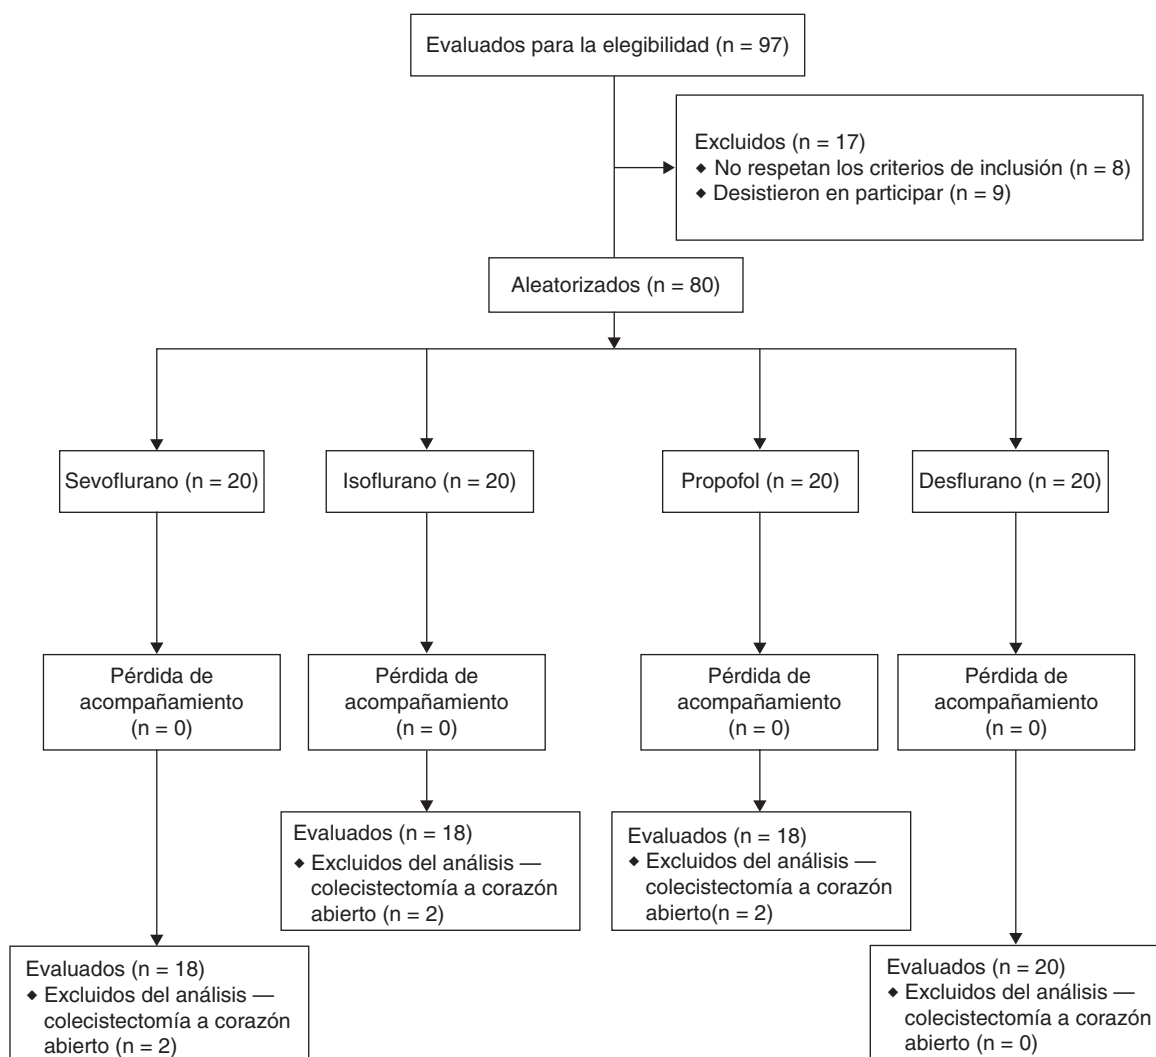 Evaluados para la elegibilidad (n = 97)
Excluidos (n = 17)
◆ No respetan los criterios de inclusión (n = 8)
◆ Desistieron en participar (n = 9)
Aleatorizados (n = 80)
Sevoflurano (n = 20)
Isoflurano (n = 20)
Propofol (n = 20)
Desflurano (n = 20)
Pérdida de
acompañamiento
(n = 0)
Pérdida de
acompañamiento
(n = 0)
Pérdida de
acompañamiento
(n = 0)
Pérdida de
acompañamiento
(n = 0)
Evaluados (n = 18)
◆ Excluidos del análisis —
colecistectomía a corazón
abierto (n = 2)
Evaluados (n = 18)
◆ Excluidos del análisis —
colecistectomía a corazón
abierto(n = 2)
Evaluados (n = 18)
◆ Excluidos del análisis —
colecistectomía a corazón
abierto (n = 2)
Evaluados (n = 20)
◆ Excluidos del análisis —
colecistectomía a corazón
abierto (n = 0)